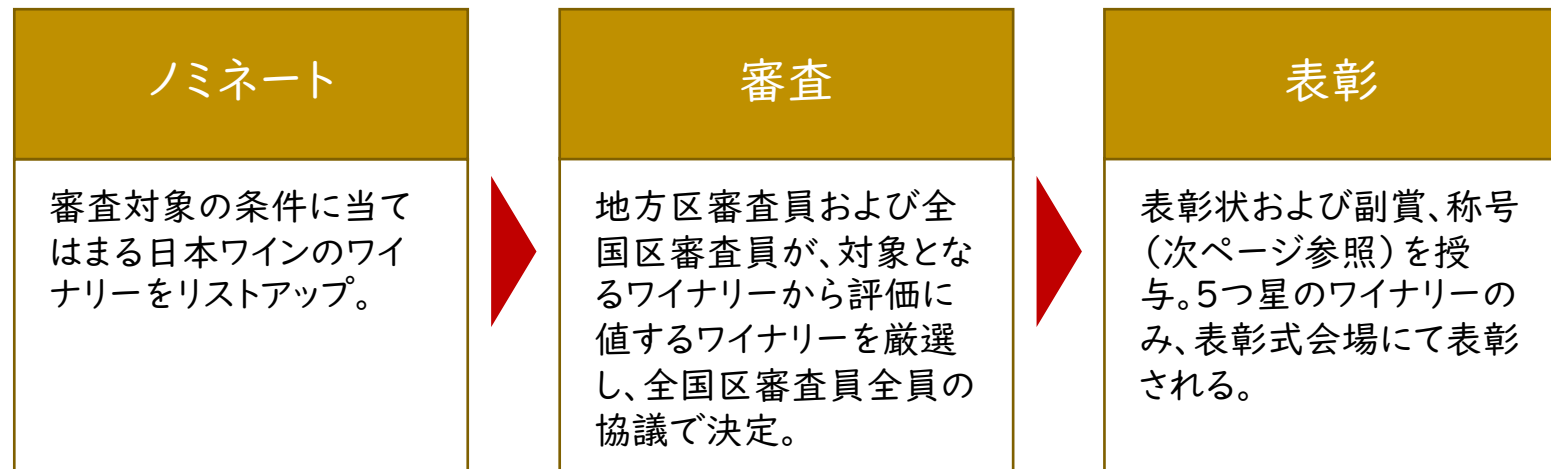 ノミネート
審査対象の条件に当て
はまる日本ワインのワイ
ナリーをリストアップ。
審査
地方区審査員および全
国区審査員が、対象とな
るワイナリーから評価に
値するワイナリーを厳選
し、全国区審査員全員の
協議で決定。
表彰
表彰状および副賞、称号
（次ページ参照）を授
与。5つ星のワイナリーの
み、表彰式会場にて表彰
される。